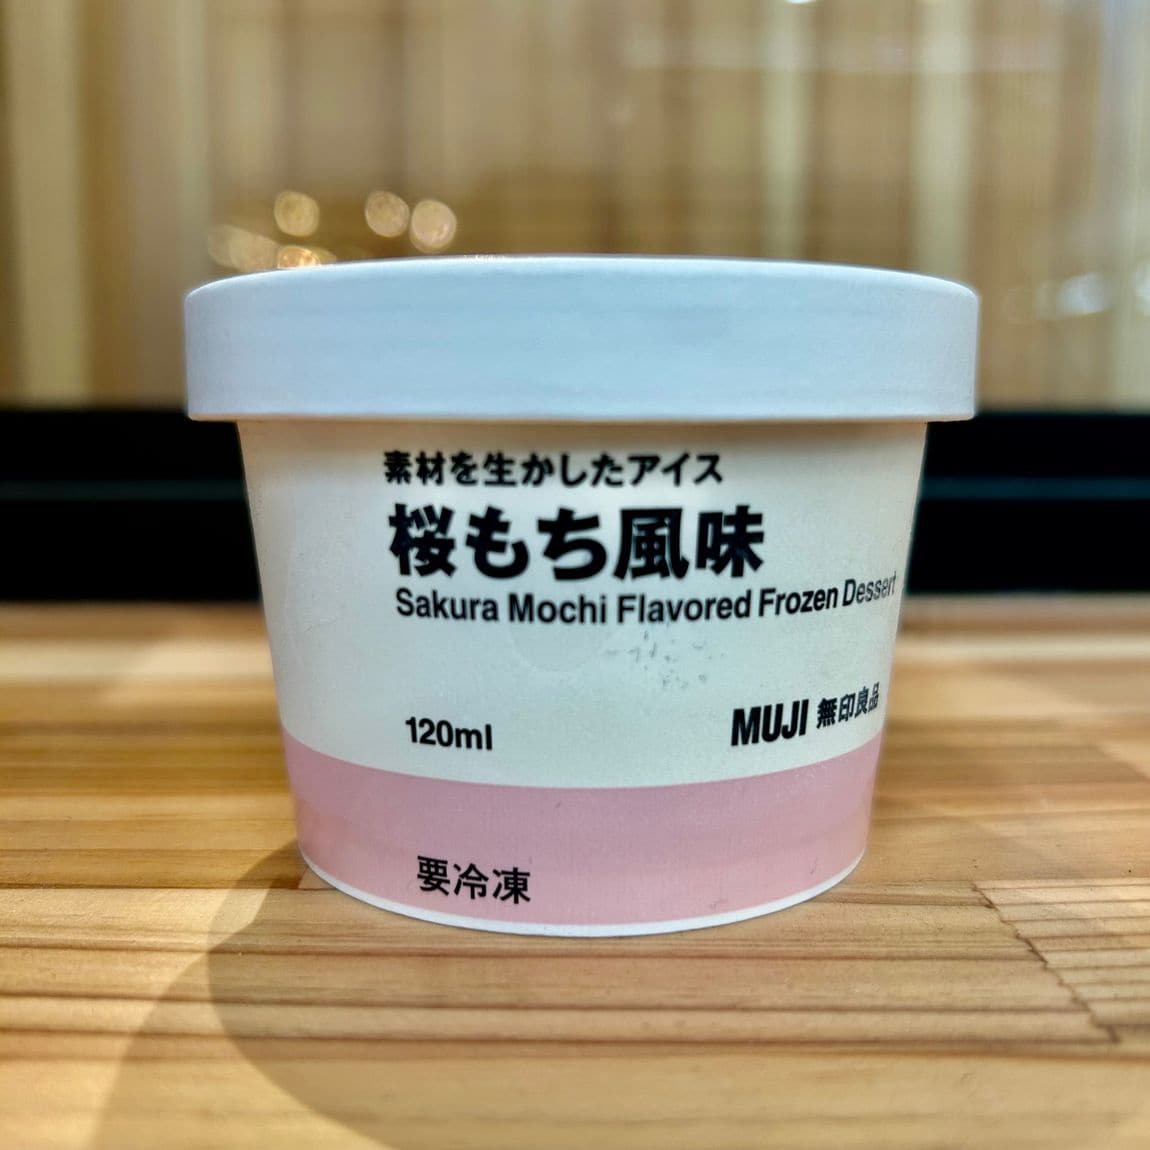 素材を生かしたアイス
桜もち風味
Sakura Mochi Flavored Frozen Dessert
120ml
MUJI 無印良品
要冷凍